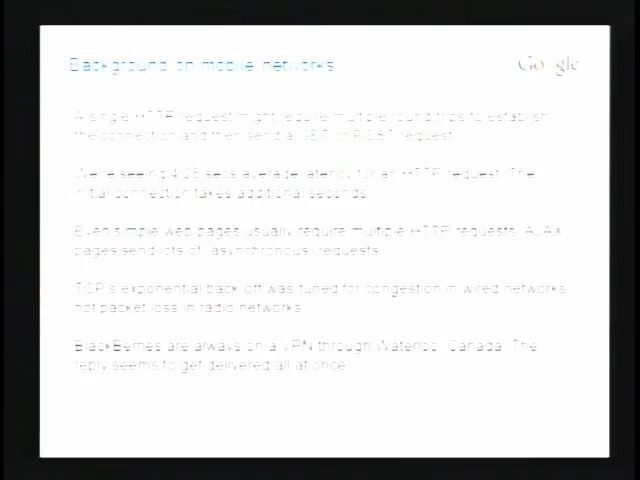 Background on mobile networks
Google
A single HTTP request might require multiple round trips to establish
the connection and then send a GET or POST request.
We're seeing 4.25 secs average latency for an HTTP request. The
initial connection takes additional seconds.
Even simple web pages usually require multiple HTTP requests. AJAX
pages send lots of asynchronous requests.
TCP's exponential back off was tuned for congestion in wired networks,
not packet loss in radio networks.
BlackBerries are always on a VPN through Waterloo, Canada. The
reply seems to get delivered all at once.